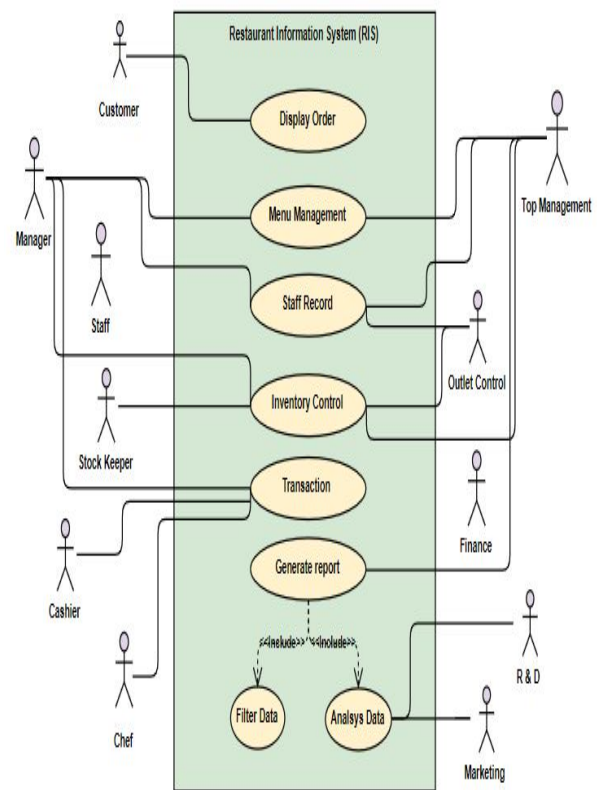 Restaurant Information System (RIS)
Customer
Display Order
Top Management
Manager
Menu Management
Staff
Staff Record
Outlet Control
Inventory Control
Stock Keeper
Transaction
Finance
Cashier
Generate report
<<Include>>
<<Include>>
R & D
Chef
Filter Data
Analsys Data
Marketing